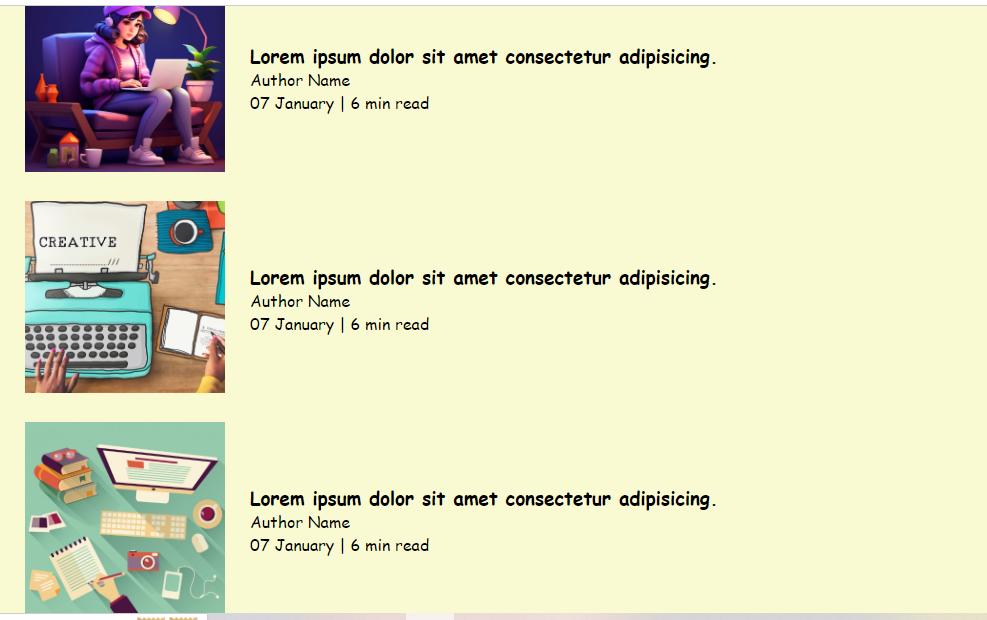 Lorem ipsum dolor sit amet consectetur adipisicing.
Author Name
07 January | 6 min read
CREATIVE
Lorem ipsum dolor sit amet consectetur adipisicing.
Author Name
07 January | 6 min read
Lorem ipsum dolor sit amet consectetur adipisicing.
Author Name
07 January | 6 min read